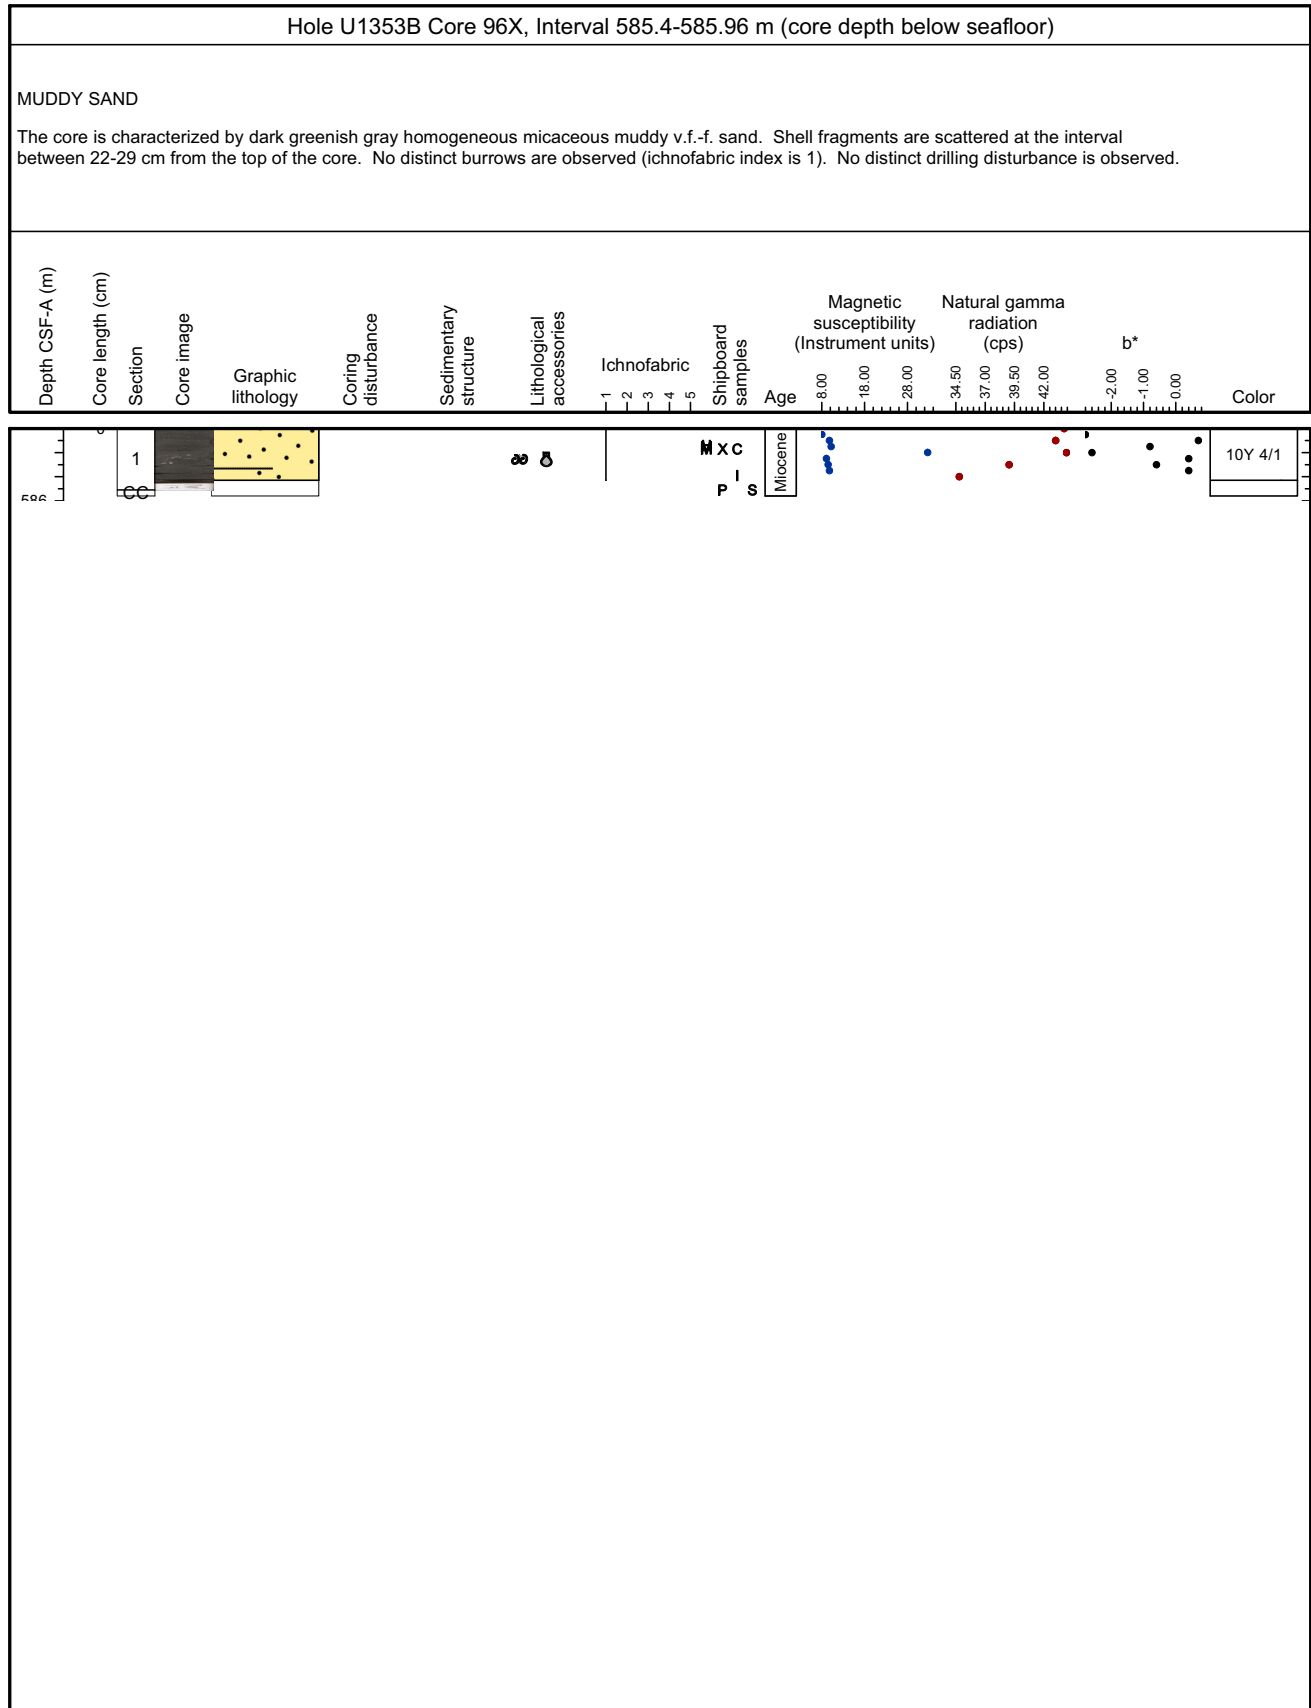 Hole U1353B Core 96X, Interval 585.4-585.96 m (core depth below seafloor)
MUDDY SAND
The core is characterized by dark greenish gray homogeneous micaceous muddy v.f.-f. sand. Shell fragments are scattered at the interval
between 22-29 cm from the top of the core. No distinct burrows are observed (ichnofabric index is 1). No distinct drilling disturbance is observed.
Depth CSF-A (m)
Core length (cm)
Section
Core image
Graphic
lithology
Coring
disturbance
Sedimentary
structure
Lithological
accessories
Ichnofabric
1 2 3 4 5
Shipboard
samples
Age
Magnetic
susceptibility
(Instrument units)
8.00 18.00 28.00
Natural gamma
radiation
(cps)
34.50 37.00 39.50 42.00
b*
-2.00 -1.00 0.00
Color
1
X C
Miocene
10Y 4/1
I
CC
P S
586